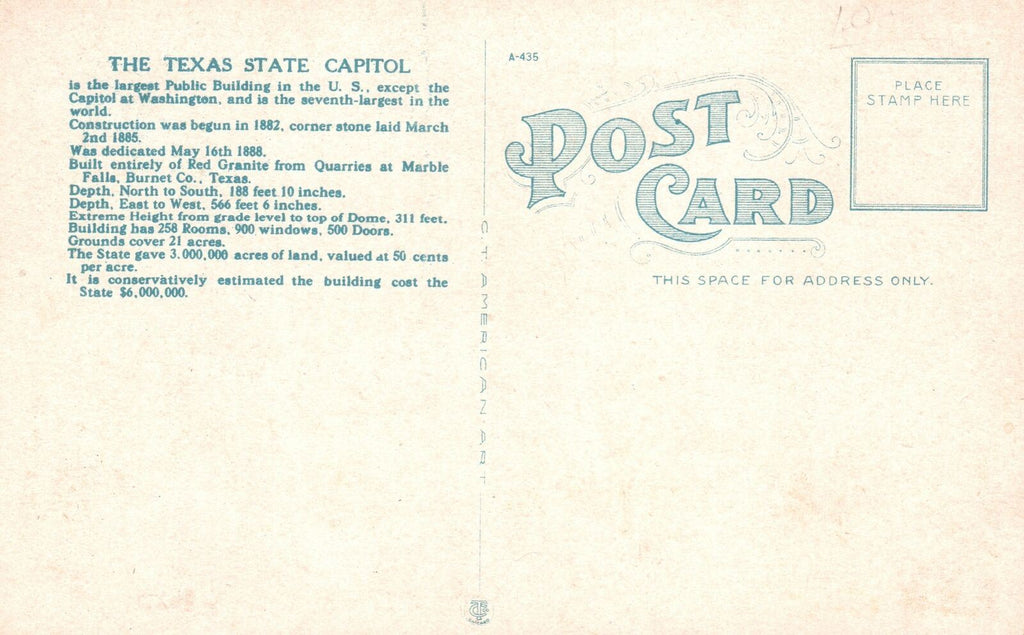 THE TEXAS STATE CAPITOL
is the largest Public Building in the U. S., except the
Capitol at Washington, and is the seventh-largest in the
world.
Construction was begun in 1882, corner stone laid March
2nd 1885.
Was dedicated May 16th 1888.
Built entirely of Red Granite from Quarries at Marble
Falls, Burnet Co., Texas.
Depth, North to South, 188 feet 10 inches.
Depth, East to West, 566 feet 6 inches.
Extreme Height from grade level to top of Dome, 311 feet.
Building has 258 Rooms, 900 windows, 500 Doors.
Grounds cover 21 acres.
The State gave 3.000,000 acres of land, valued at 50 cents
per acre.
It is conservatively estimated the building cost the
State $6,000,000.
CT AMERICAN ART
A-435
POST
CARD
PLACE
STAMP HERE
THIS SPACE FOR ADDRESS ONLY.